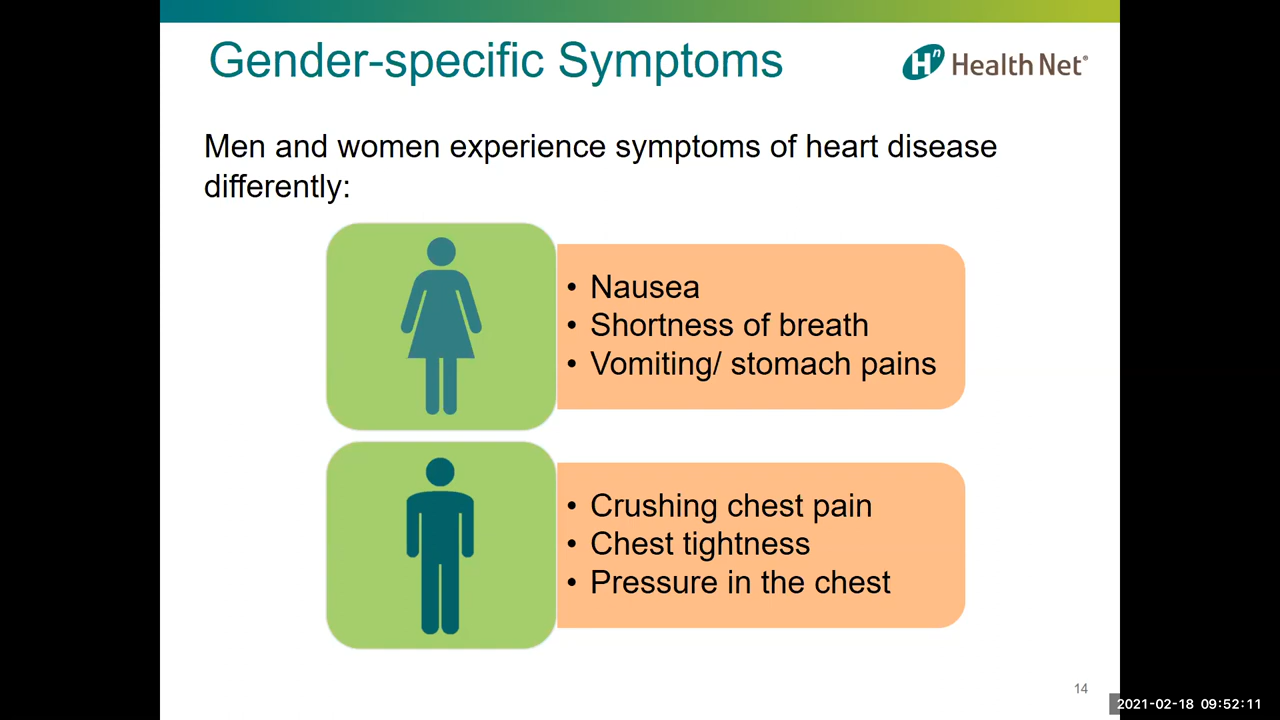 Gender-specific Symptoms
Hn Health Net®
Men and women experience symptoms of heart disease
differently:
• Nausea
• Shortness of breath
• Vomiting/ stomach pains
• Crushing chest pain
• Chest tightness
• Pressure in the chest
14
2021-02-18 09:52:11